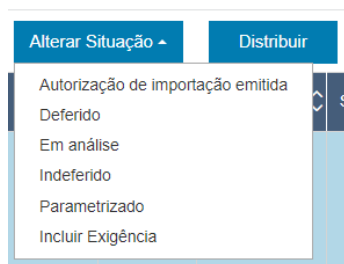 Alterar Situação Distribuir
Autorização de importação emitida
Deferido
Em análise
Indeferido
Parametrizado
Incluir Exigência